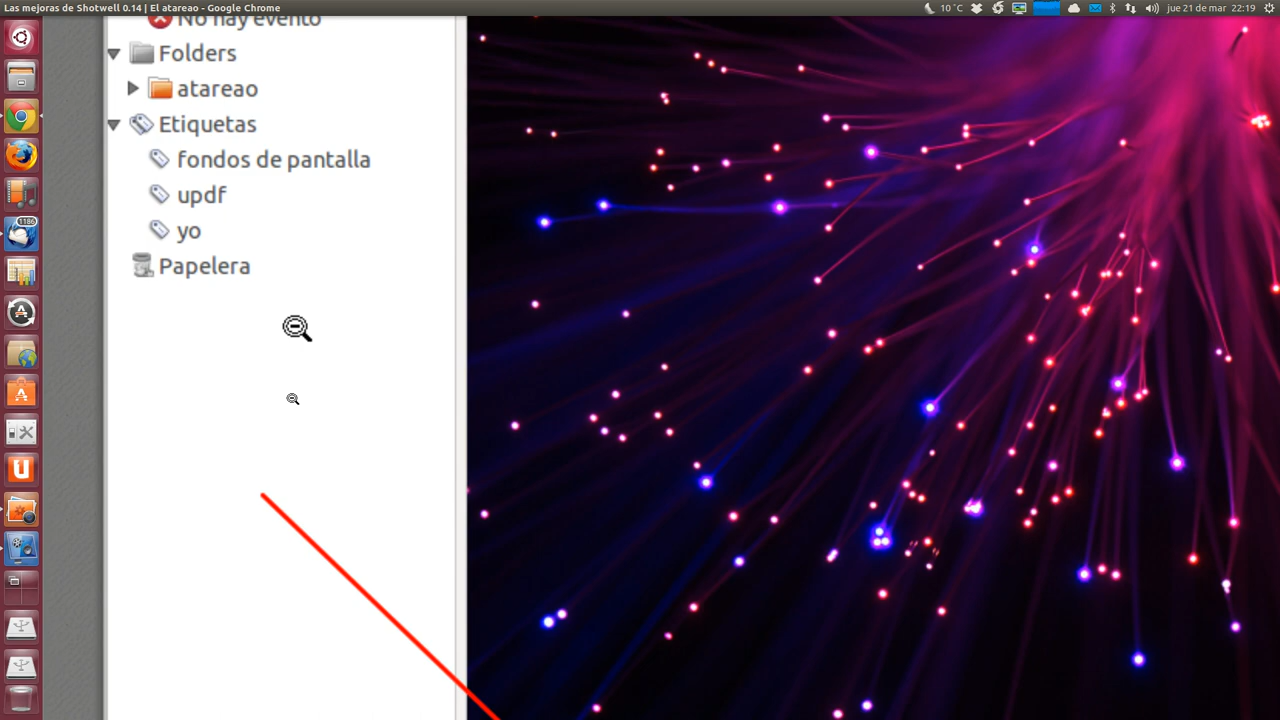 Las mejoras de Shotwell 0.14 | El atareao - Google Chrome
10 °C
jue 21 de mar 22:19
No hay evento
Folders
atareao
Etiquetas
fondos de pantalla
updf
yo
Papelera
1186